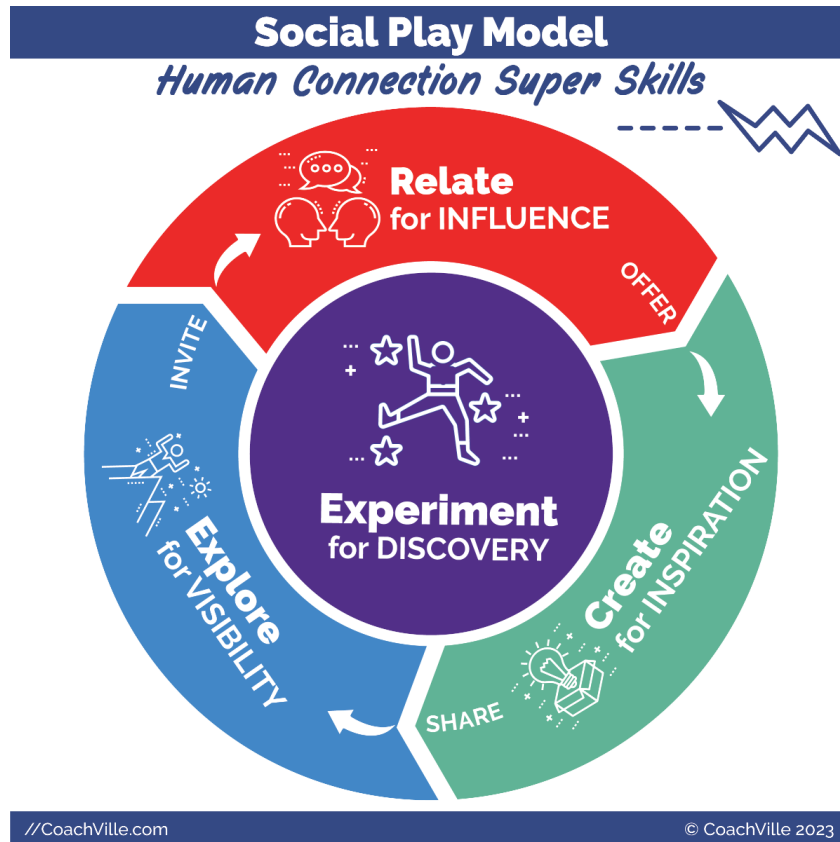 Social Play Model
Human Connection Super Skills
Relate
for INFLUENCE
OFFER
INVITE
Experiment
for DISCOVERY
Create
for INSPIRATION
Explore
for VISIBILITY
SHARE
//CoachVille.com
© CoachVille 2023